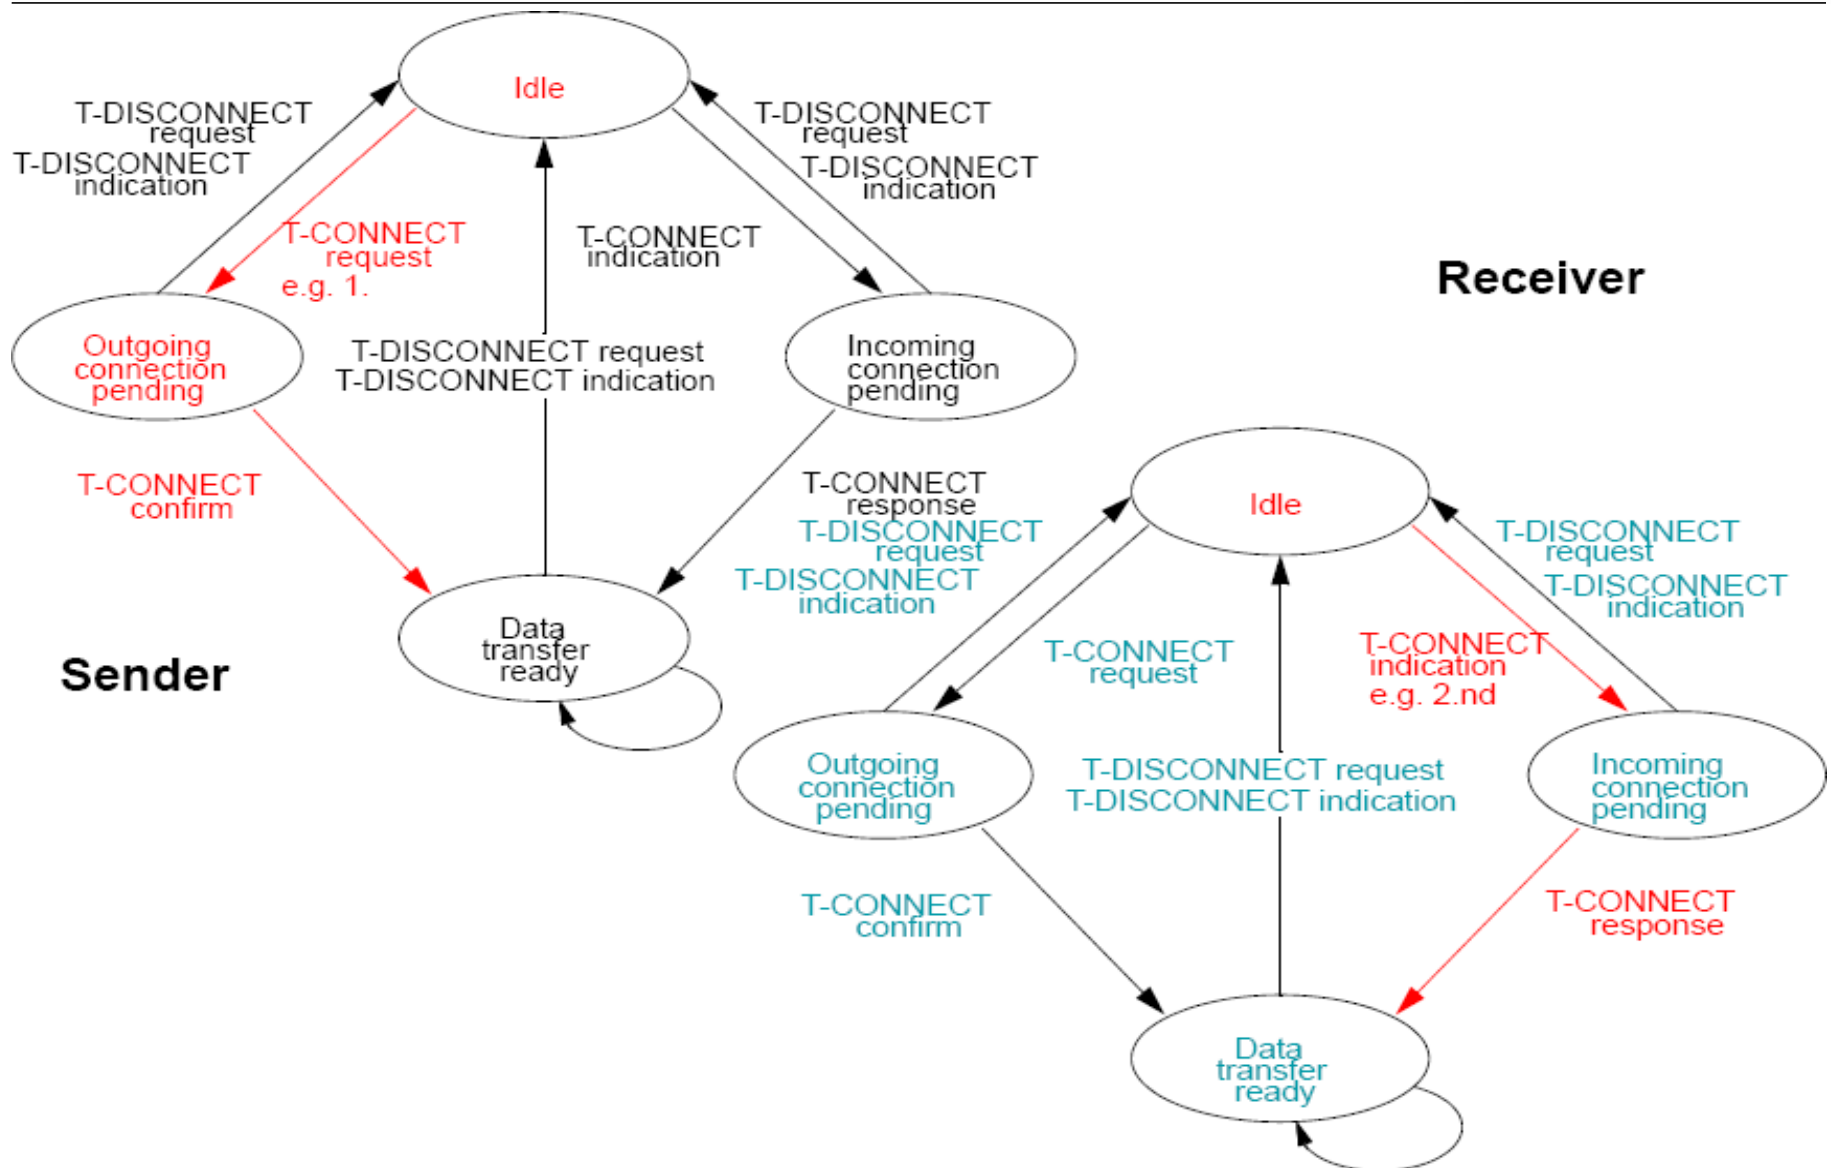 Idle
T-DISCONNECT
request
T-DISCONNECT
indication
T-DISCONNECT
request
T-DISCONNECT
indication
T-CONNECT
request
e.g. 1.
T-CONNECT
indication
Outgoing
connection
pending
T-DISCONNECT request
T-DISCONNECT indication
Incoming
connection
pending
T-CONNECT
confirm
T-CONNECT
response
Data
transfer
ready
Sender
Receiver
Idle
T-DISCONNECT
request
T-DISCONNECT
indication
T-DISCONNECT
request
T-DISCONNECT
indication
T-CONNECT
request
T-CONNECT
indication
e.g. 2.nd
Outgoing
connection
pending
T-DISCONNECT request
T-DISCONNECT indication
Incoming
connection
pending
T-CONNECT
confirm
T-CONNECT
response
Data
transfer
ready